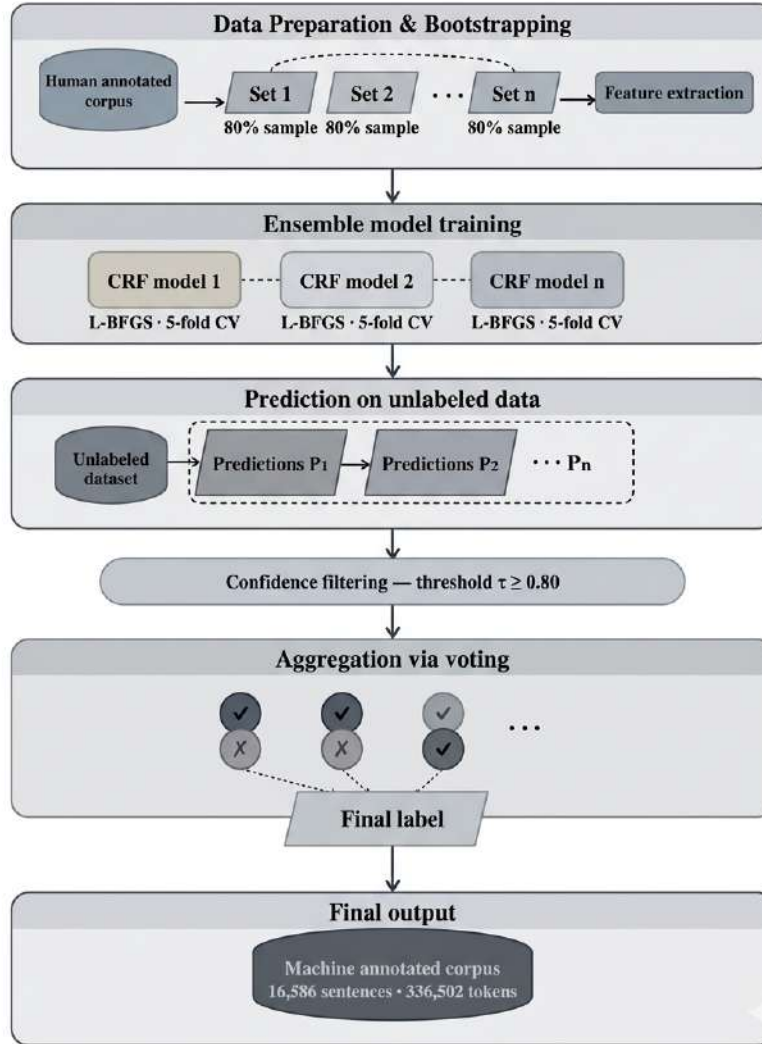 Data Preparation & Bootstrapping
Human annotated
corpus
Set 1
Set 2
· · ·
Set n
Feature extraction
80% sample
80% sample
80% sample
Ensemble model training
CRF model 1
CRF model 2
CRF model n
L-BFGS · 5-fold CV
L-BFGS · 5-fold CV
L-BFGS · 5-fold CV
Prediction on unlabeled data
Unlabeled
dataset
Predictions P₁
Predictions P₂
· · · Pₙ
Confidence filtering — threshold τ ≥ 0.80
Aggregation via voting
✓ ✓ ✓
✗ ✗ ✓
· · ·
Final label
Final output
Machine annotated corpus
16,586 sentences • 336,502 tokens